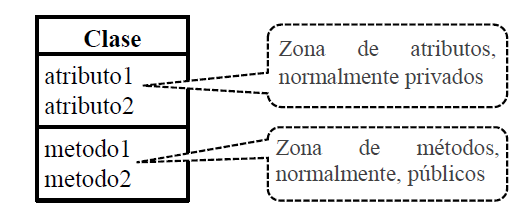 Clase
atributo1
atributo2
metodo1
metodo2
Zona de atributos,
normalmente privados
Zona de métodos,
normalmente, públicos